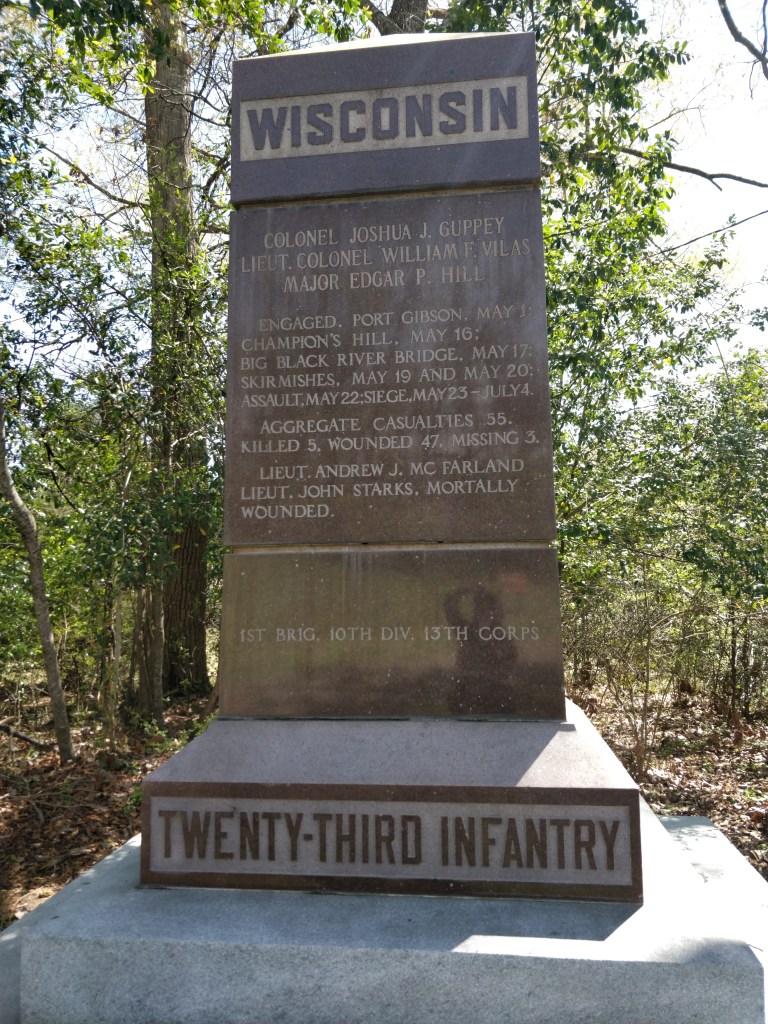 WISCONSIN
COLONEL JOSHUA J. GUPPEY
LIEUT. COLONEL WILLIAM F. VILAS
MAJOR EDGAR P. HILL
ENGAGED, PORT GIBSON, MAY 1;
CHAMPION'S HILL, MAY 16;
BIG BLACK RIVER BRIDGE, MAY 17;
SKIRMISHES, MAY 19 AND MAY 20;
ASSAULT, MAY 22; SIEGE, MAY 23 – JULY 4.
AGGREGATE CASUALTIES 55,
KILLED 5, WOUNDED 47, MISSING 3.
LIEUT. ANDREW J. MC FARLAND
LIEUT. JOHN STARKS, MORTALLY
WOUNDED.
1ST BRIG. 10TH DIV. 13TH CORPS
TWENTY-THIRD INFANTRY